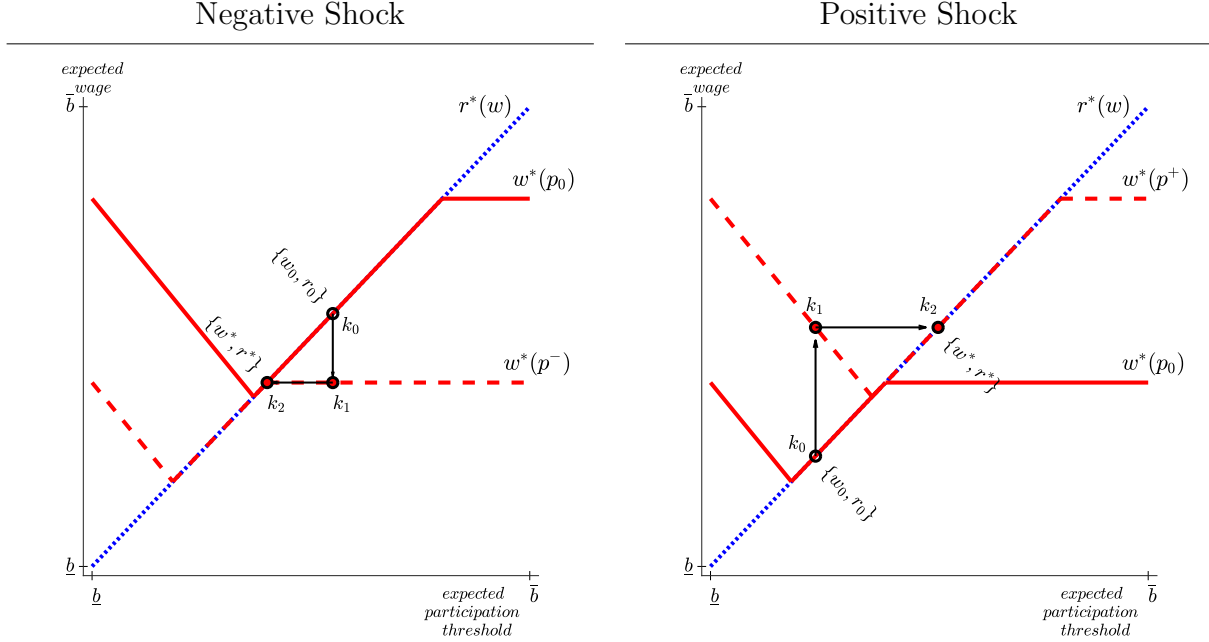 Negative Shock
expected
wage
b̅
r*(w)
w*(p₀)
{w₀, r₀}
k₀
{w*, r*}
w*(p⁻)
k₂
k₁
b̲
b̲
expected
participation
threshold
b̅
Positive Shock
expected
wage
b̅
r*(w)
w*(p⁺)
k₁
k₂
{w*, r*}
w*(p₀)
k₀
{w₀, r₀}
b̲
b̲
expected
participation
threshold
b̅